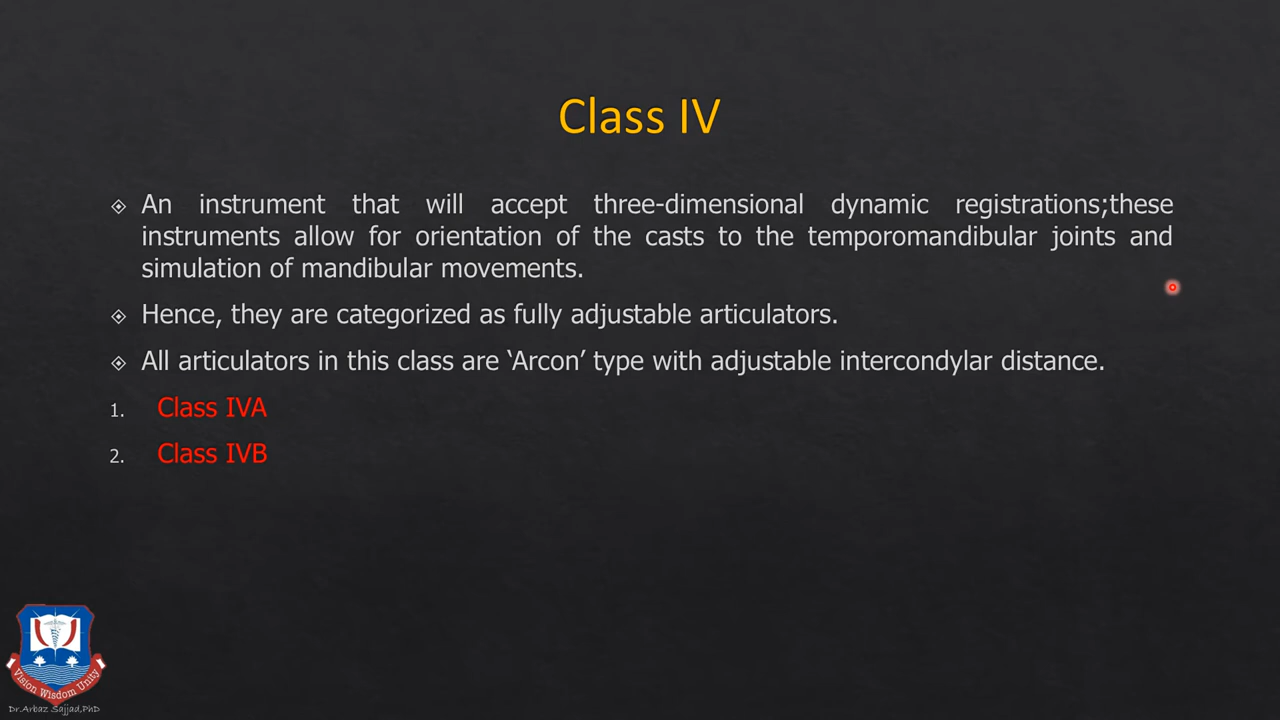 Class IV
An instrument that will accept three-dimensional dynamic registrations;these
instruments allow for orientation of the casts to the temporomandibular joints and
simulation of mandibular movements.
Hence, they are categorized as fully adjustable articulators.
All articulators in this class are ‘Arcon’ type with adjustable intercondylar distance.
1. Class IVA
2. Class IVB
Vision Wisdom Unity
Dr.Arbaz Sajjad,PhD